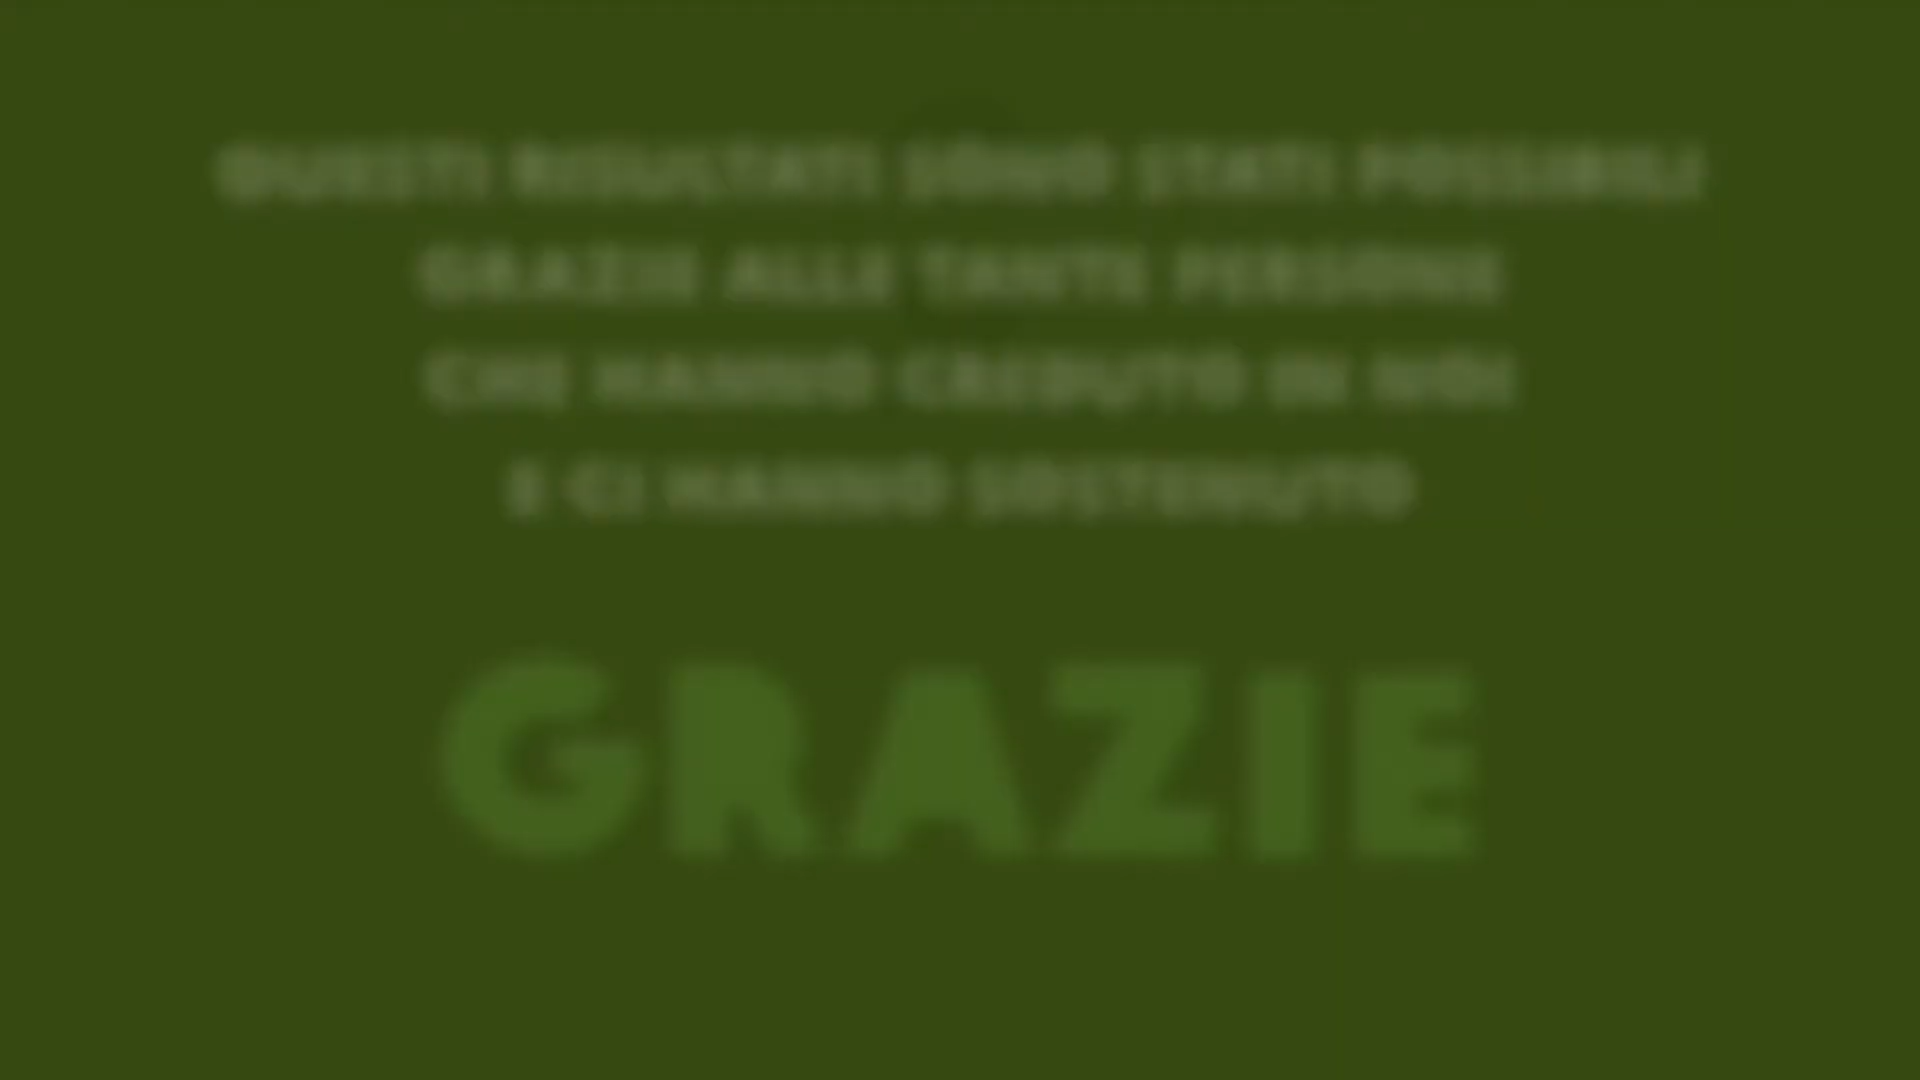 QUESTI RISULTATI SONO STATI POSSIBILI
GRAZIE ALLE TANTE PERSONE
CHE HANNO CREDUTO IN NOI
E CI HANNO SOSTENUTO
GRAZIE